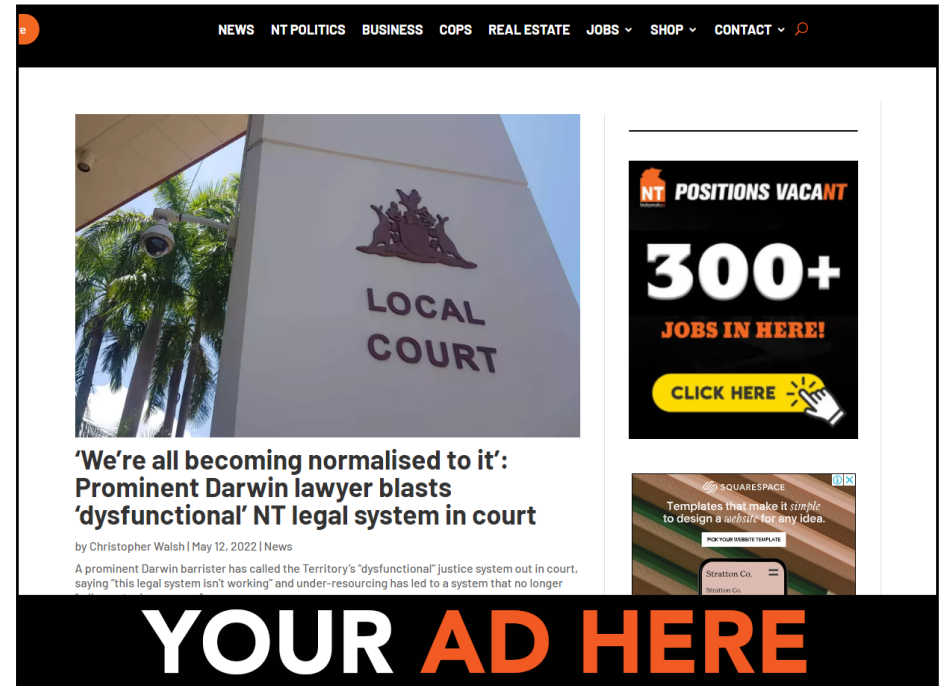 NEWS NT POLITICS BUSINESS COPS REAL ESTATE JOBS SHOP CONTACT
LOCAL
COURT
'We're all becoming normalised to it':
Prominent Darwin lawyer blasts
'dysfunctional' NT legal system in court
by Christopher Walsh | May 12, 2022 | News
A prominent Darwin barrister has called the Territory's "dysfunctional" justice system out in court,
saying "this legal system isn't working" and under-resourcing has led to a system that no longer
NT POSITIONS VACANT
300+
JOBS IN HERE!
CLICK HERE
SQUARESPACE
Templates that make it simple
to design a website for any idea.
PICK YOUR WEBSITE TEMPLATE
Stratton Co.
Stratton Co.
YOUR AD HERE